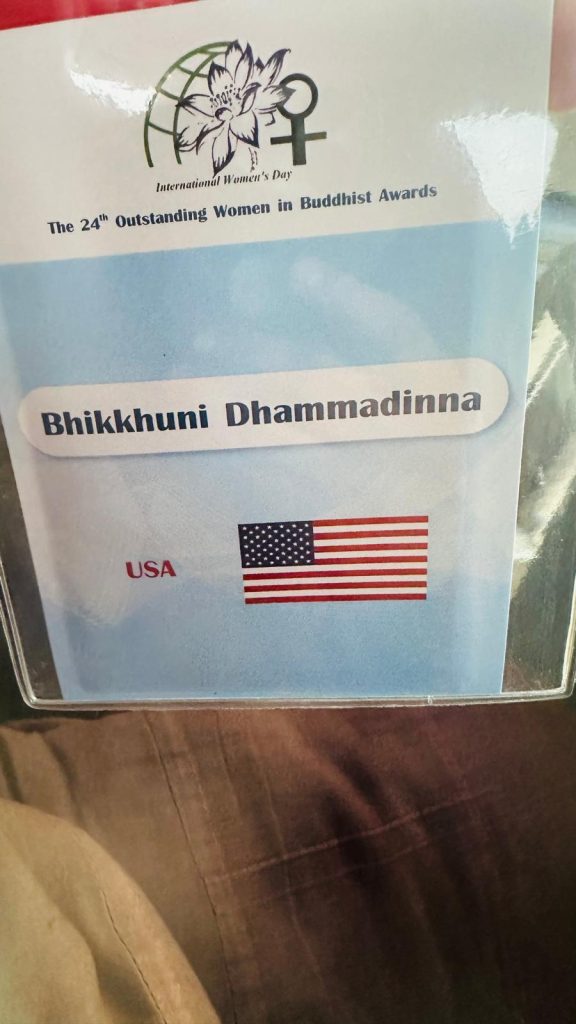 International Women's Day
The 24th Outstanding Women in Buddhist Awards
Bhikkhuni Dhammadinna
USA